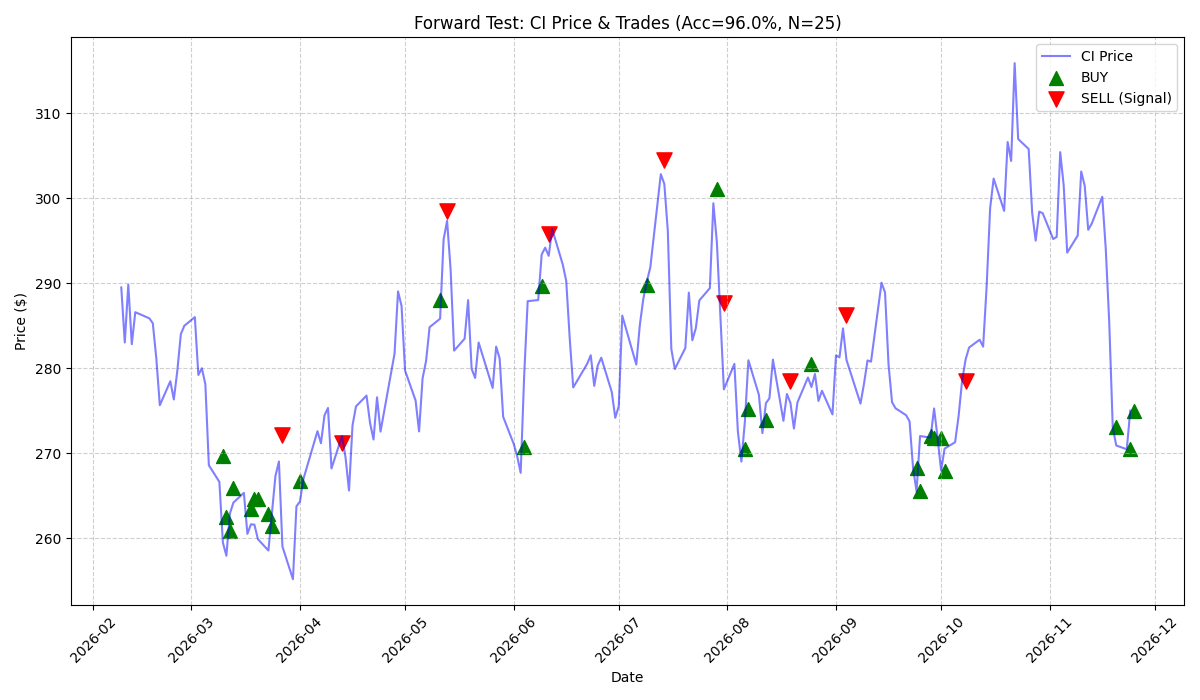 Forward Test: CI Price & Trades (Acc=96.0%, N=25)
CI Price
BUY
SELL (Signal)
Price ($)
310
300
290
280
270
260
2026-02
2026-03
2026-04
2026-05
2026-06
2026-07
2026-08
2026-09
2026-10
2026-11
2026-12
Date